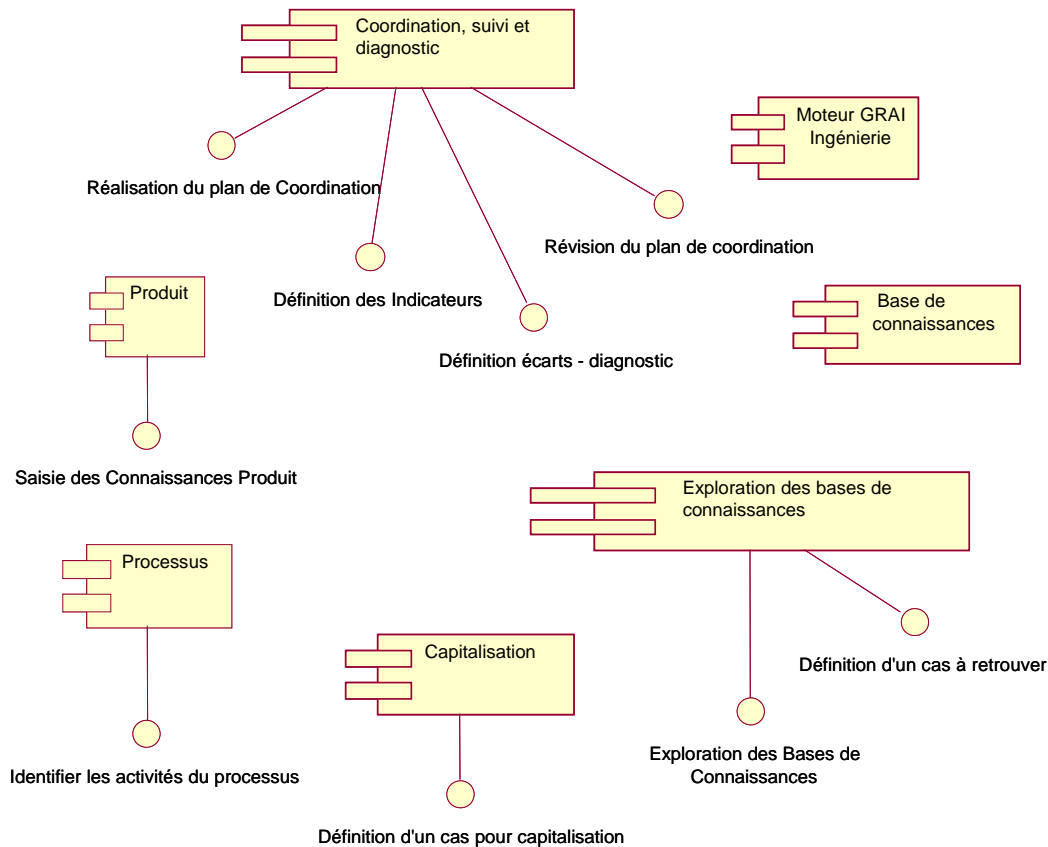 Coordination, suivi et
diagnostic
Moteur GRAI
Ingénierie
Réalisation du plan de Coordination
Révision du plan de coordination
Définition des Indicateurs
Produit
Base de
connaissances
Définition écarts - diagnostic
Saisie des Connaissances Produit
Exploration des bases de
connaissances
Processus
Capitalisation
Définition d'un cas à retrouver
Identifier les activités du processus
Exploration des Bases de
Connaissances
Définition d'un cas pour capitalisation